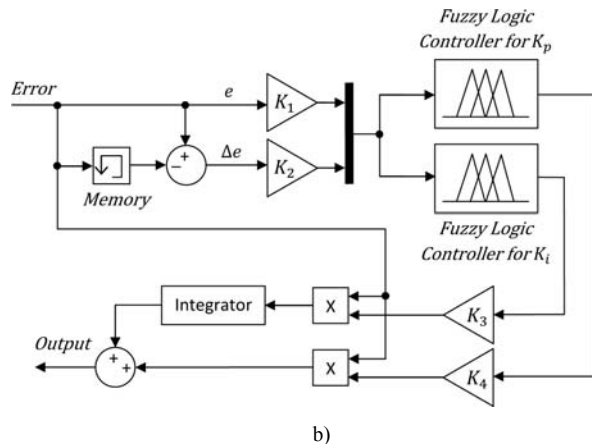 Fuzzy Logic
Controller for Kp
Error
e
K1
+
−
Δe
K2
Memory
Fuzzy Logic
Controller for Ki
Integrator
X
K3
Output
+
+
X
K4
b)